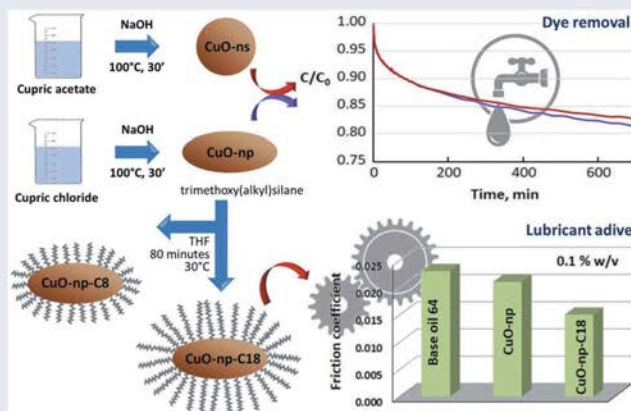 NaOH
100°C, 30'
CuO-ns
Cupric acetate
NaOH
100°C, 30'
CuO-np
Cupric chloride
trimethoxy(alkyl)silane
THF
80 minutes
30°C
CuO-np-C8
CuO-np-C18
Dye removal
C/C0
1.00
0.95
0.90
0.85
0.80
0.75
0
200
400
600
Time, min
Lubricant adive
0.1 % w/v
Friction coefficient
0.025
0.020
0.015
0.010
0.005
0.000
Base oil 64
CuO-np
CuO-np-C18